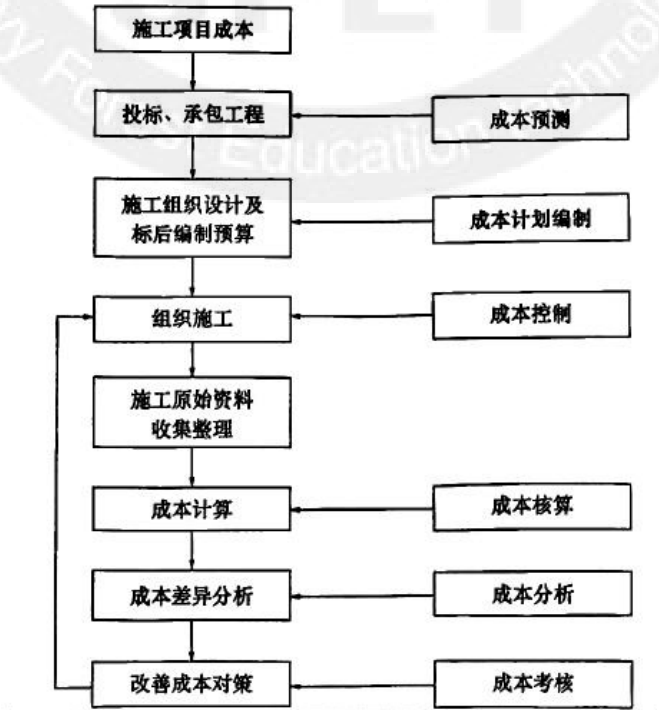 施工项目成本
投标、承包工程
成本预测
施工组织设计及
标后编制预算
成本计划编制
组织施工
成本控制
施工原始资料
收集整理
成本计算
成本核算
成本差异分析
成本分析
改善成本对策
成本考核
Education